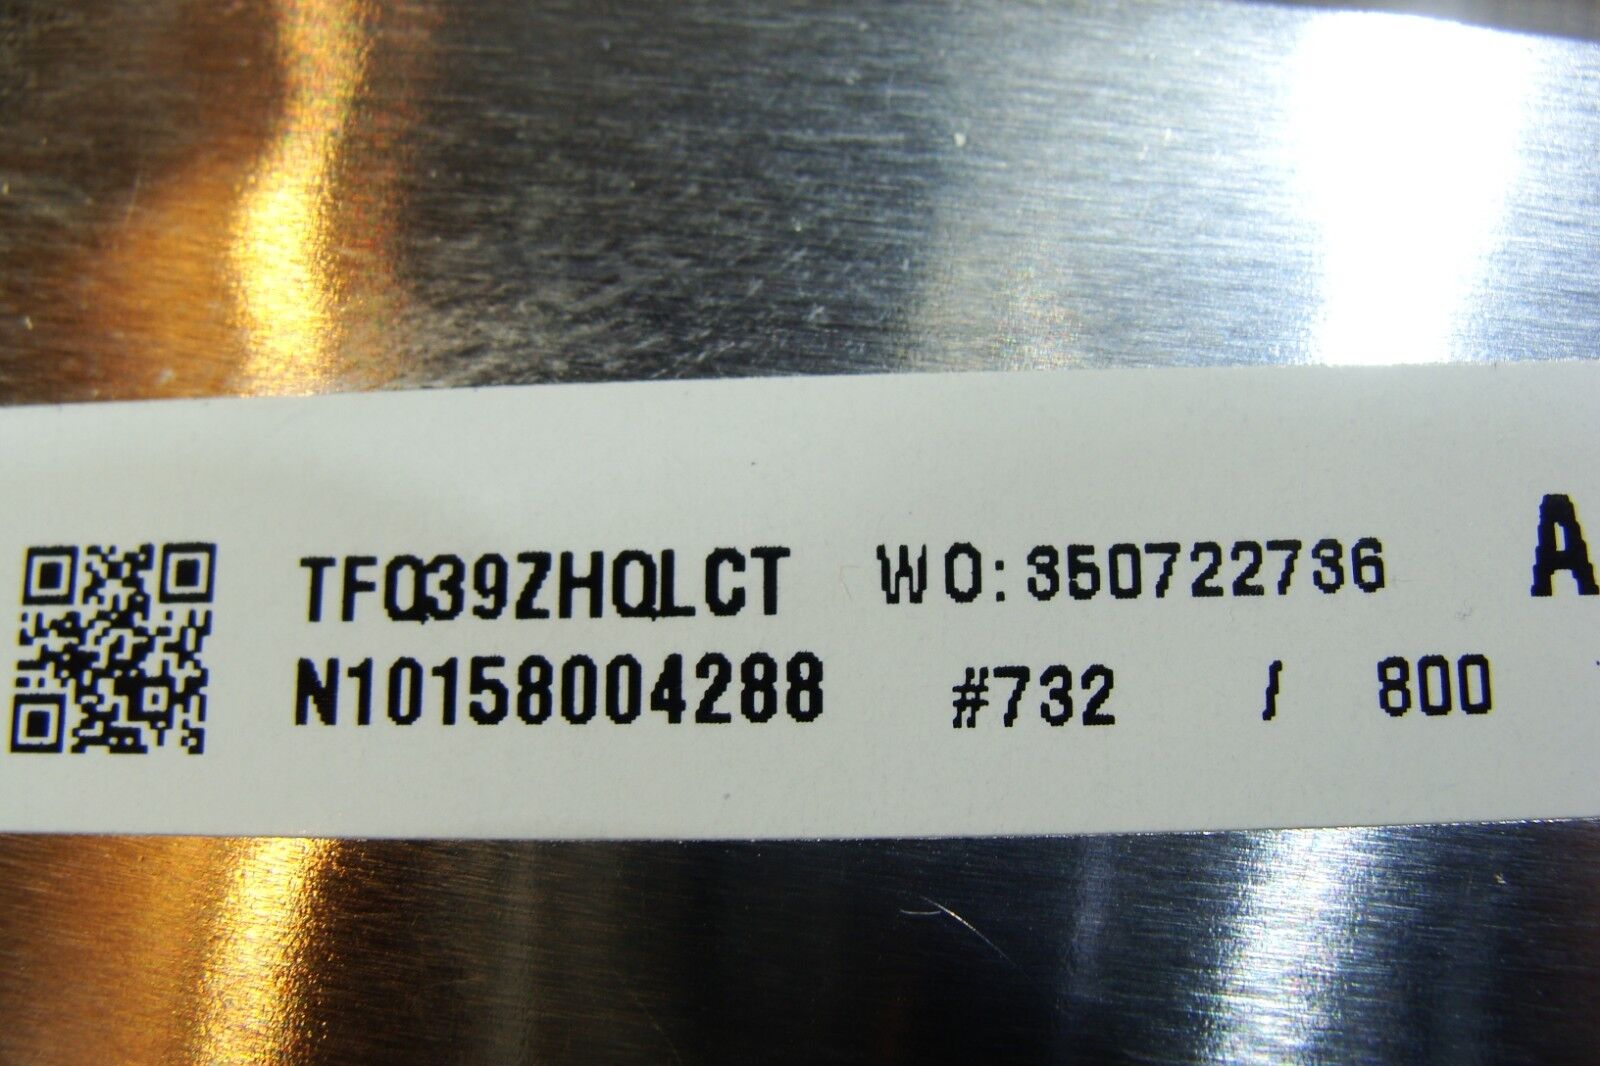 TFQ39ZHQLCT WO:350722736 A
N10158004288 #732 / 800